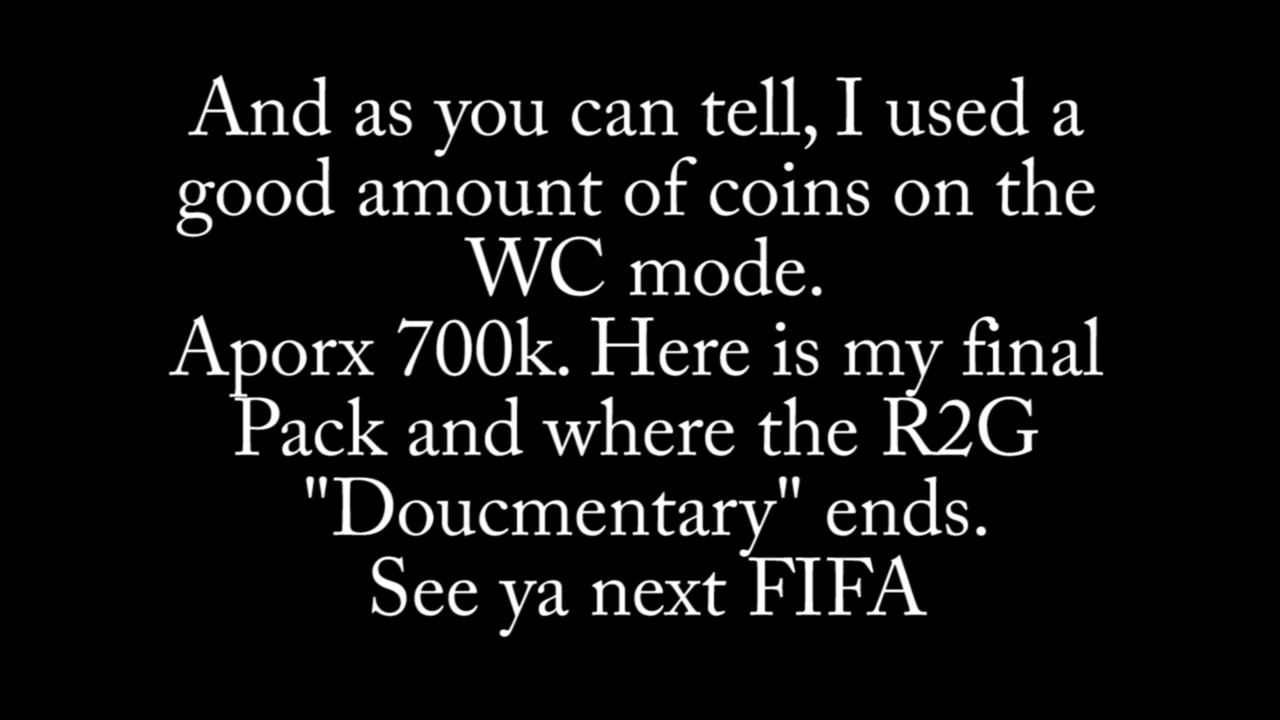 And as you can tell, I used a
good amount of coins on the
WC mode.
Aporx 700k. Here is my final
Pack and where the R2G
"Doucmentary" ends.
See ya next FIFA